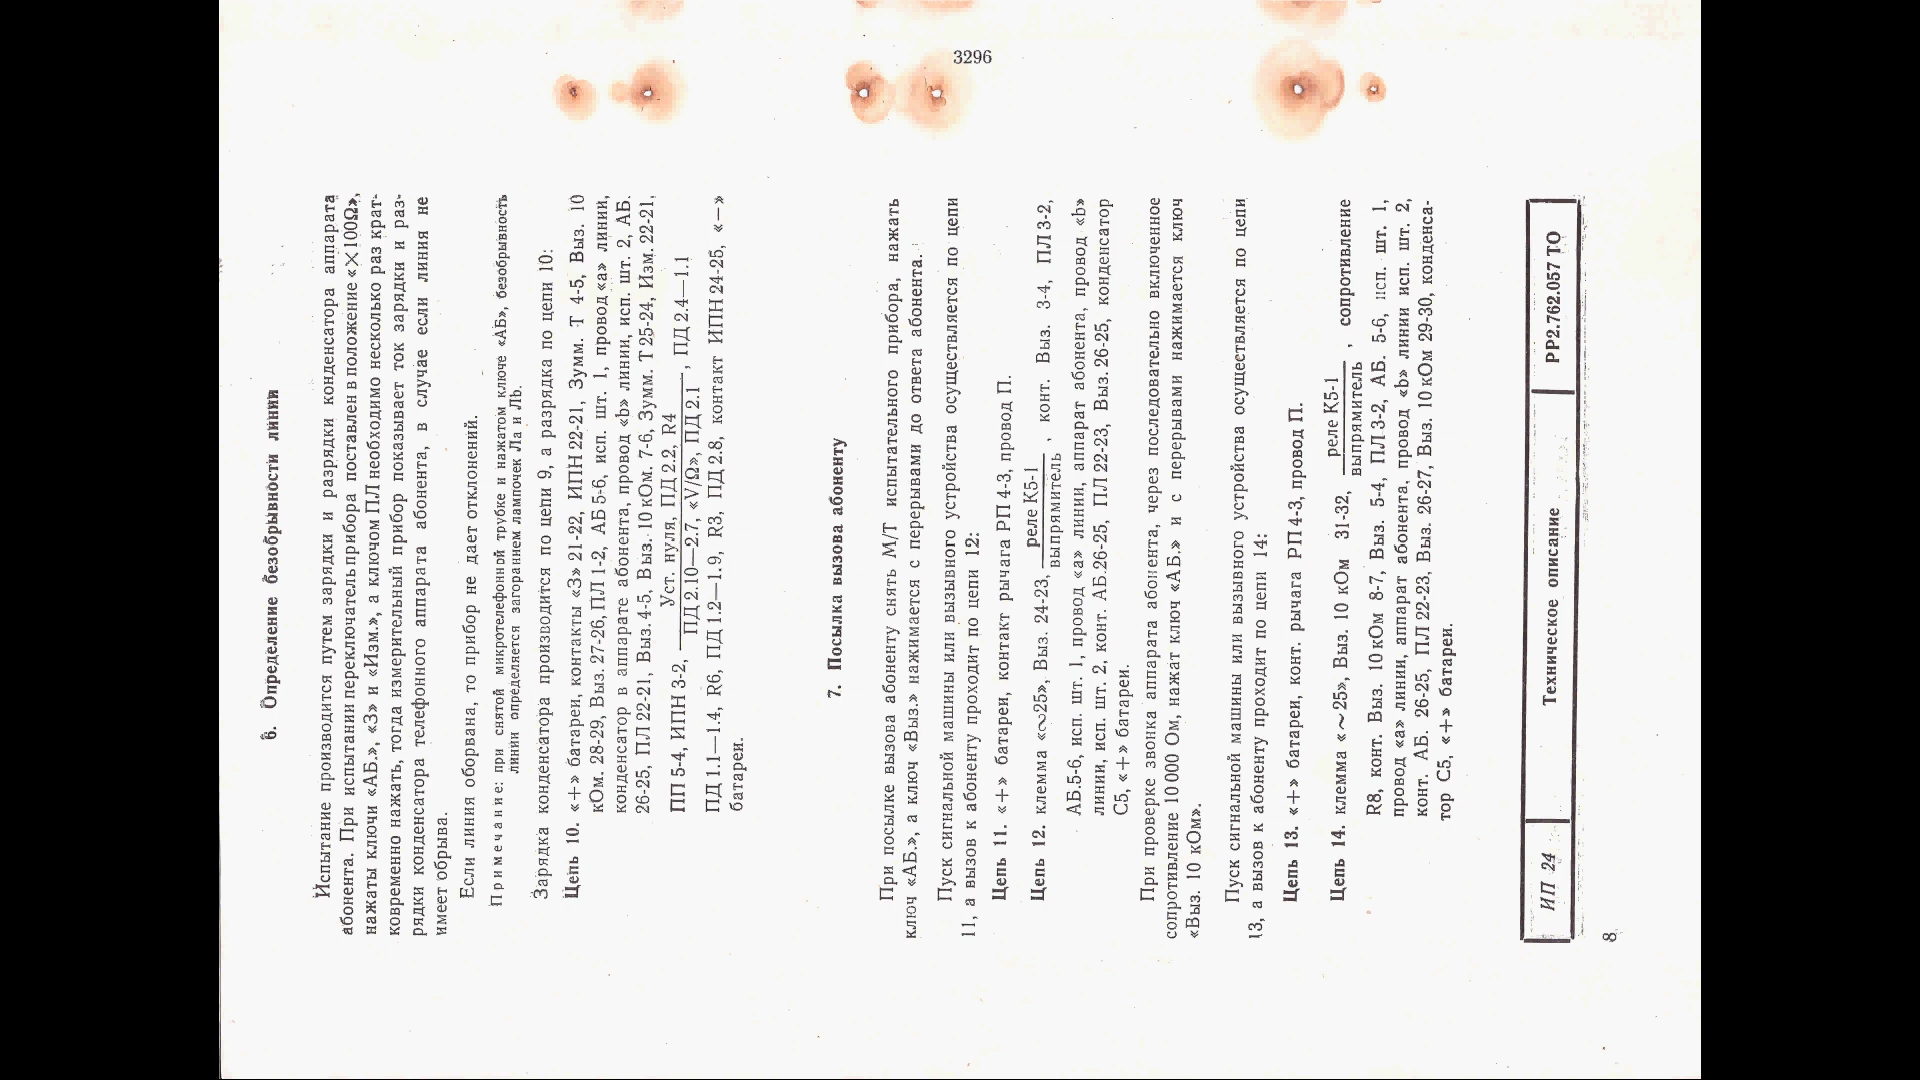 3296
6. Определение безобрывности линии
Испытание производится путем зарядки и разрядки конденсатора аппарата
абонента. При испытании переключатель прибора поставлен в положение «×100Ω»,
нажаты ключи «АБ.», «З» и «Изм.», а ключом ПЛ необходимо несколько раз крат-
ковременно нажать, тогда измерительный прибор показывает ток зарядки и раз-
рядки конденсатора телефонного аппарата абонента, в случае если линия не
имеет обрыва.
Если линия оборвана, то прибор не дает отклонений.
Примечание: при снятой микротелефонной трубке и нажатом ключе «АБ», безобрывность
линии определяется загоранием лампочек Ла и Лb.
Зарядка конденсатора производится по цепи 9, а разрядка по цепи 10:
Цепь 10. «+» батареи, контакты «З» 21-22, ИПН 22-21, Зумм. Т 4-5, Выз. 10
кОм. 28-29, Выз. 27-26, ПЛ 1-2, АБ 5-6, исп. шт. 1, провод «а» линии,
конденсатор в аппарате абонента, провод «b» линии, исп. шт. 2, АБ.
26-25, ПЛ 22-21, Выз. 4-5, Выз. 10 кОм. 7-6, Зумм. Т 25-24, Изм. 22-21,
Уст. нуля, ПД 2.2, R4
ПП 5-4, ИПН 3-2, ПД 2.10—2.7, «V/Ω», ПД 2.1, ПД 2.4—1.1
ПД 1.1—1.4, R6, ПД 1.2—1.9, R3, ПД 2.8, контакт ИПН 24-25, «—»
батареи.
7. Посылка вызова абоненту
При посылке вызова абоненту снять М/Т испытательного прибора, нажать
ключ «АБ.», а ключ «Выз.» нажимается с перерывами до ответа абонента.
Пуск сигнальной машины или вызывного устройства осуществляется по цепи
11, а вызов к абоненту проходит по цепи 12:
Цепь 11. «+» батареи, контакт рычага РП 4-3, провод П.
реле К5-1
Цепь 12. клемма «∾25», Выз. 24-23, выпрямитель, конт. Выз. 3-4, ПЛ 3-2,
АБ.5-6, исп. шт. 1, провод «а» линии, аппарат абонента, провод «b»
линии, исп. шт. 2, конт. АБ.26-25, ПЛ 22-23, Выз. 26-25, конденсатор
С5, «+» батареи.
При проверке звонка аппарата абонента, через последовательно включенное
сопротивление 10 000 Ом, нажат ключ «АБ.» и с перерывами нажимается ключ
«Выз. 10 кОм».
Пуск сигнальной машины или вызывного устройства осуществляется по цепи
13, а вызов к абоненту проходит по цепи 14:
Цепь 13. «+» батареи, конт. рычага РП 4-3, провод П.
реле К5-1
Цепь 14. клемма «~25», Выз. 10 кОм 31-32, выпрямитель, сопротивление
R8, конт. Выз. 10 кОм 8-7, Выз. 5-4, ПЛ 3-2, АБ. 5-6, исп. шт. 1,
провод «а» линии, аппарат абонента, провод «b» линии исп. шт. 2,
конт. АБ. 26-25, ПЛ 22-23, Выз. 26-27, Выз. 10 кОм 29-30, конденса-
тор С5, «+» батареи.
ИП 24 Техническое описание РР2.762.057 ТО
8